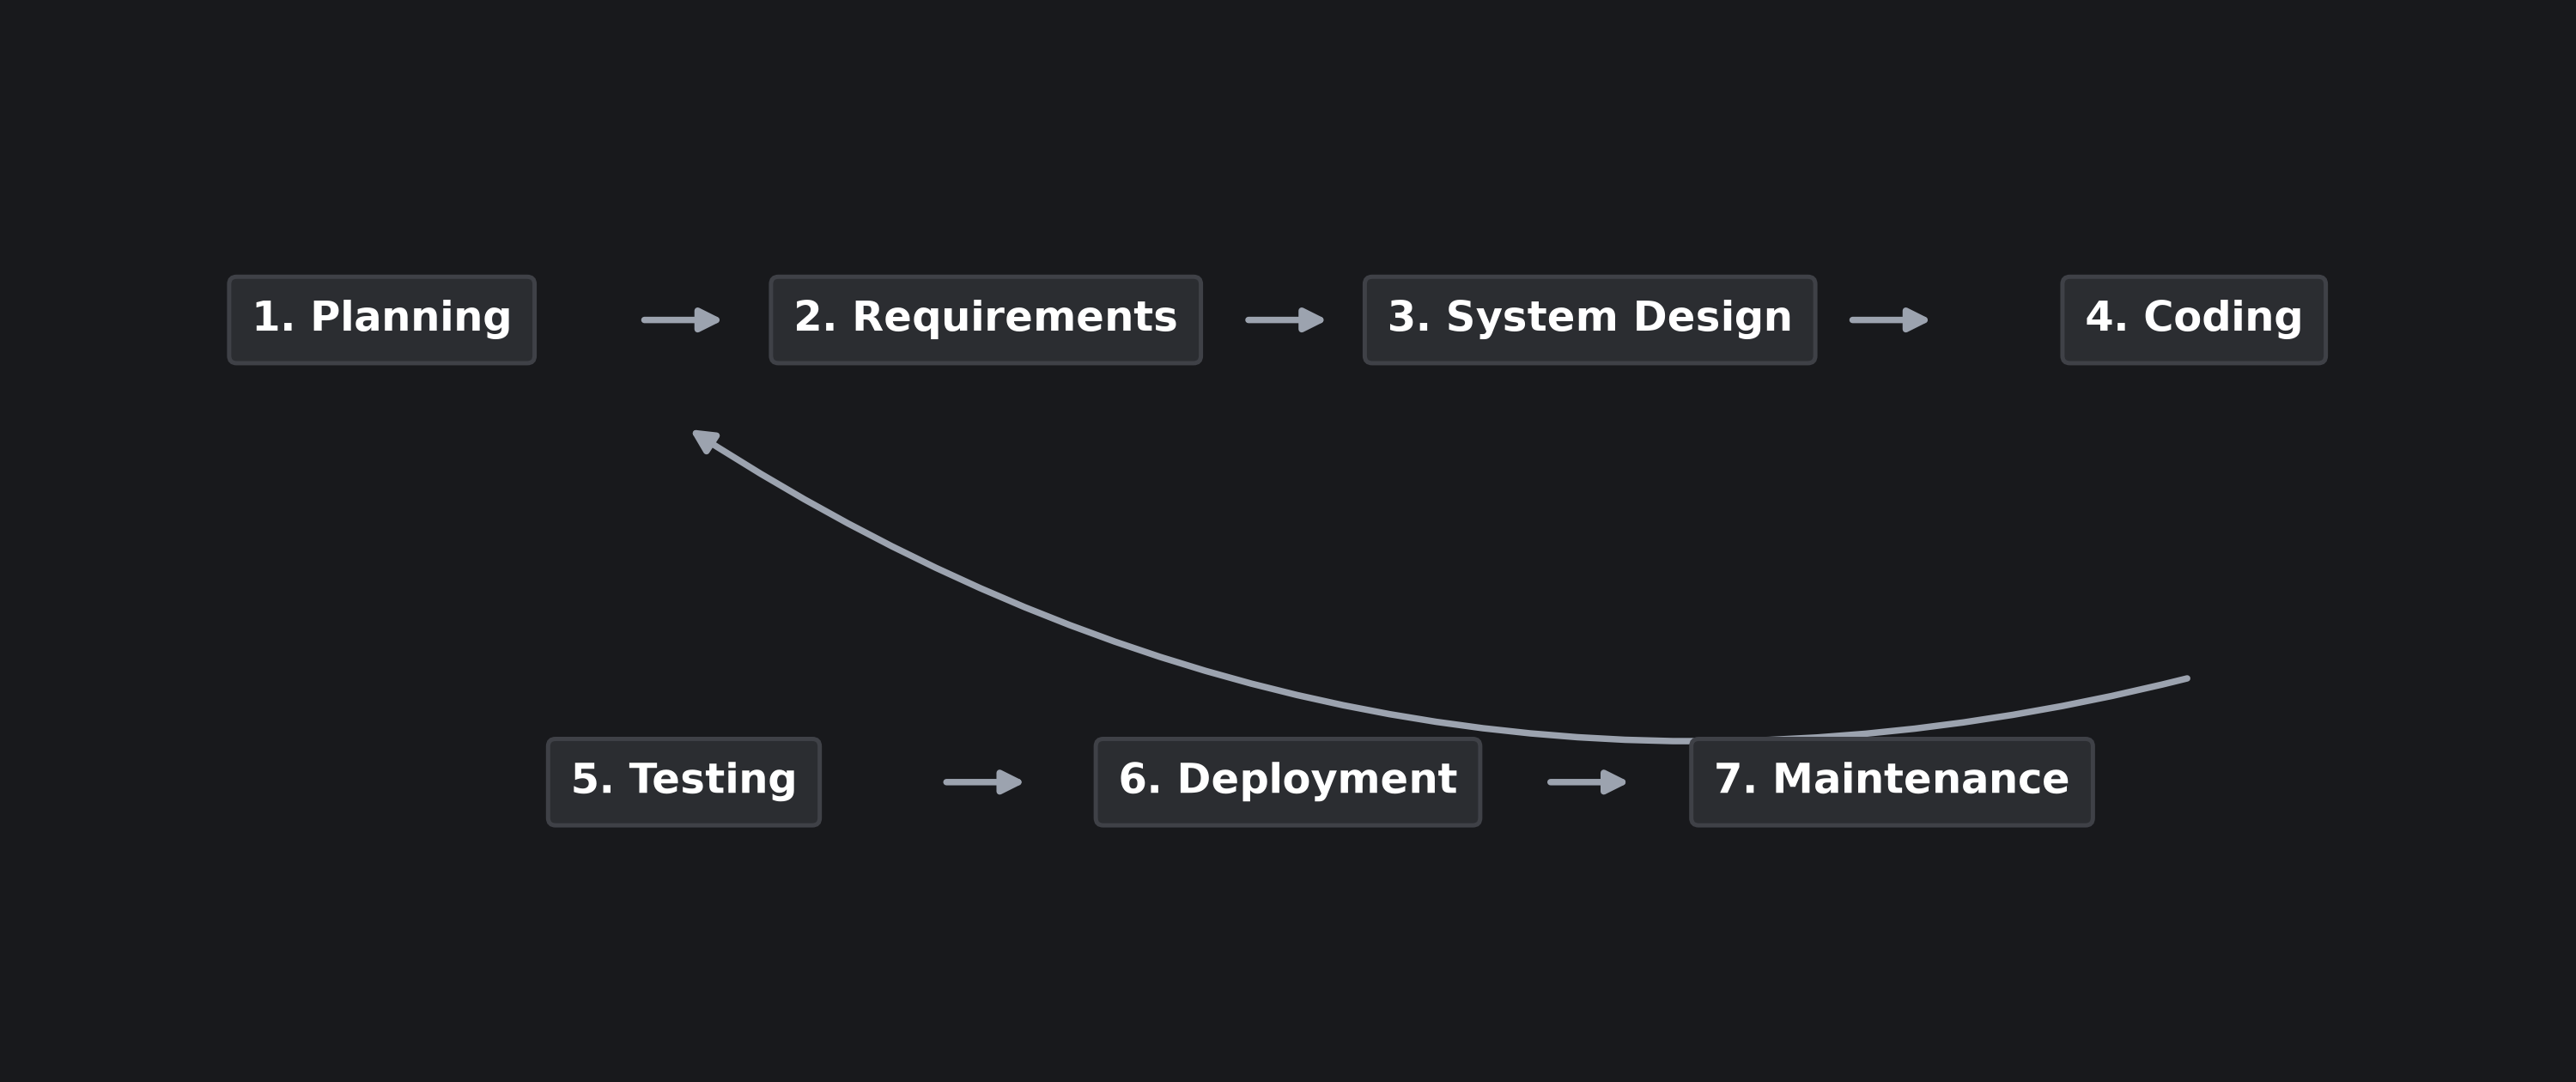 1. Planning
2. Requirements
3. System Design
4. Coding
5. Testing
6. Deployment
7. Maintenance